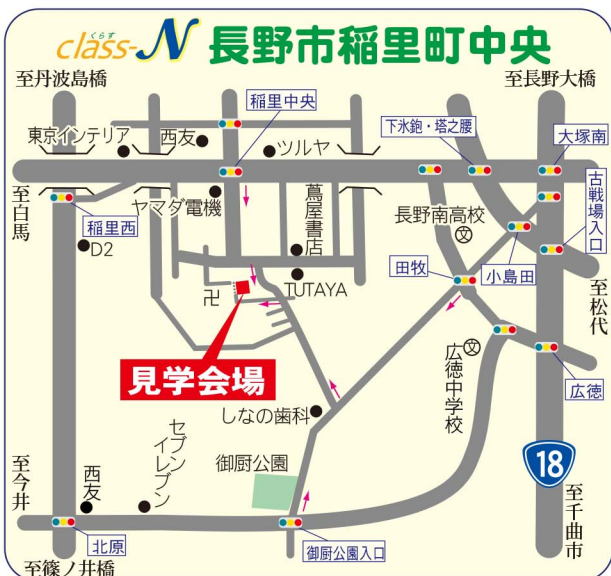 くらす
class-N 長野市稲里町中央
至丹波島橋
至長野大橋
稲里中央
下氷鉋・塔之腰
大塚南
東京インテリア
西友
ツルヤ
至白馬
ヤマダ電機
蔦屋書店
長野南高校
文
古戦場入口
稲里西
D2
卍
TUTAYA
田牧
小島田
至松代
見学会場
広徳中学校
文
広徳
しなの歯科
セブンイレブン
御厨公園
18
至今井
西友
至千曲市
北原
御厨公園入口
至篠ノ井橋